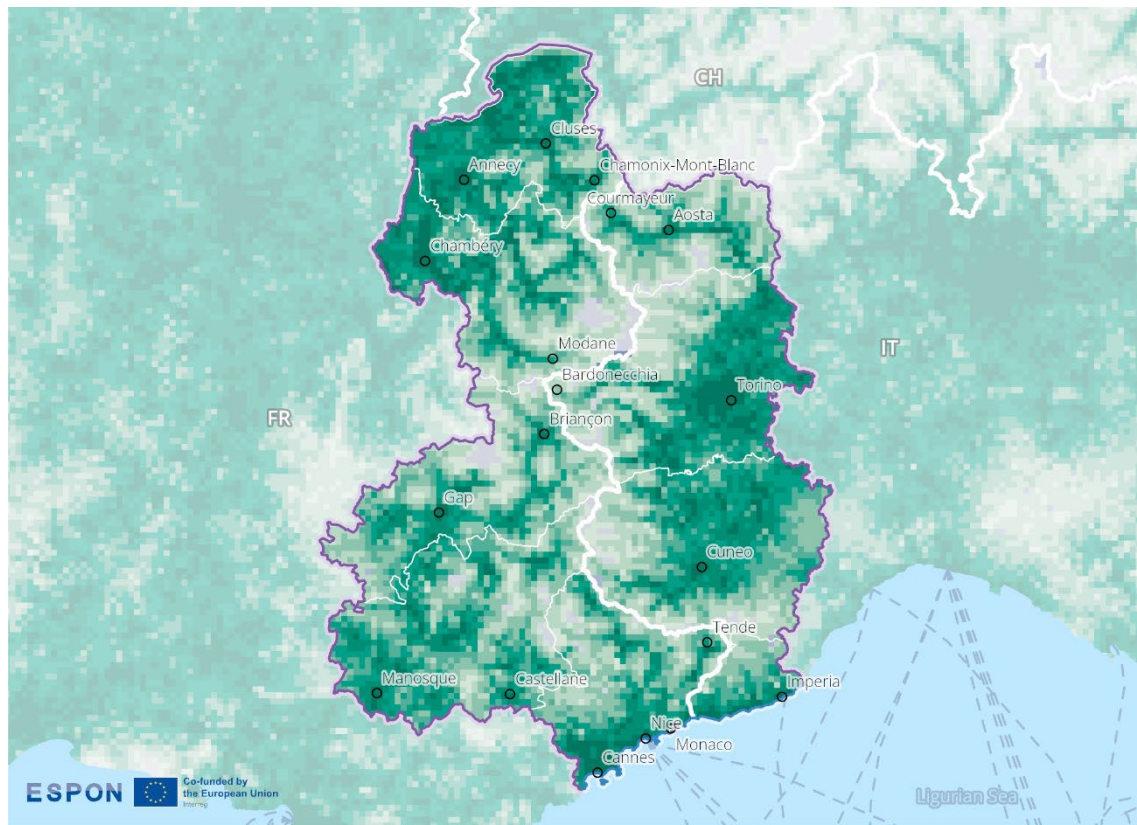 CH
Cluses
Annecy
Chamonix-Mont-Blanc
Courmayeur
Aosta
Chambéry
Modane
Bardonecchia
IT
Torino
FR
Briançon
Gap
Cuneo
Tende
Manosque
Castellane
Imperia
Nice
Monaco
Cannes
ESPON
Co-funded by
the European Union
Interreg
Ligurian Sea